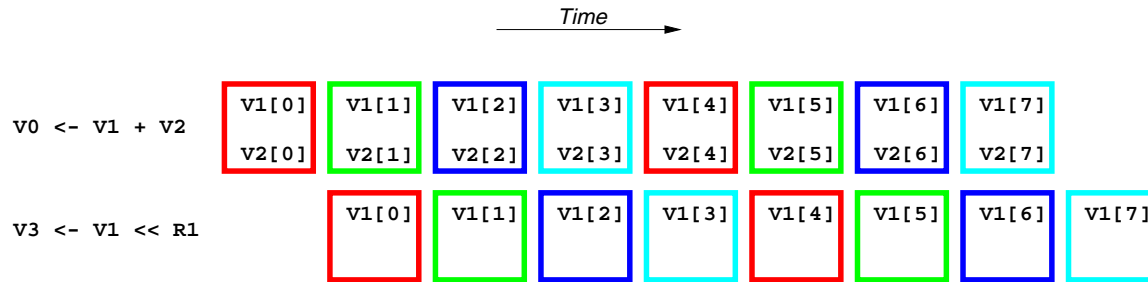 Time
V1[0] V1[1] V1[2] V1[3] V1[4] V1[5] V1[6] V1[7]
V0 <- V1 + V2
V2[0] V2[1] V2[2] V2[3] V2[4] V2[5] V2[6] V2[7]
V1[0] V1[1] V1[2] V1[3] V1[4] V1[5] V1[6] V1[7]
V3 <- V1 << R1